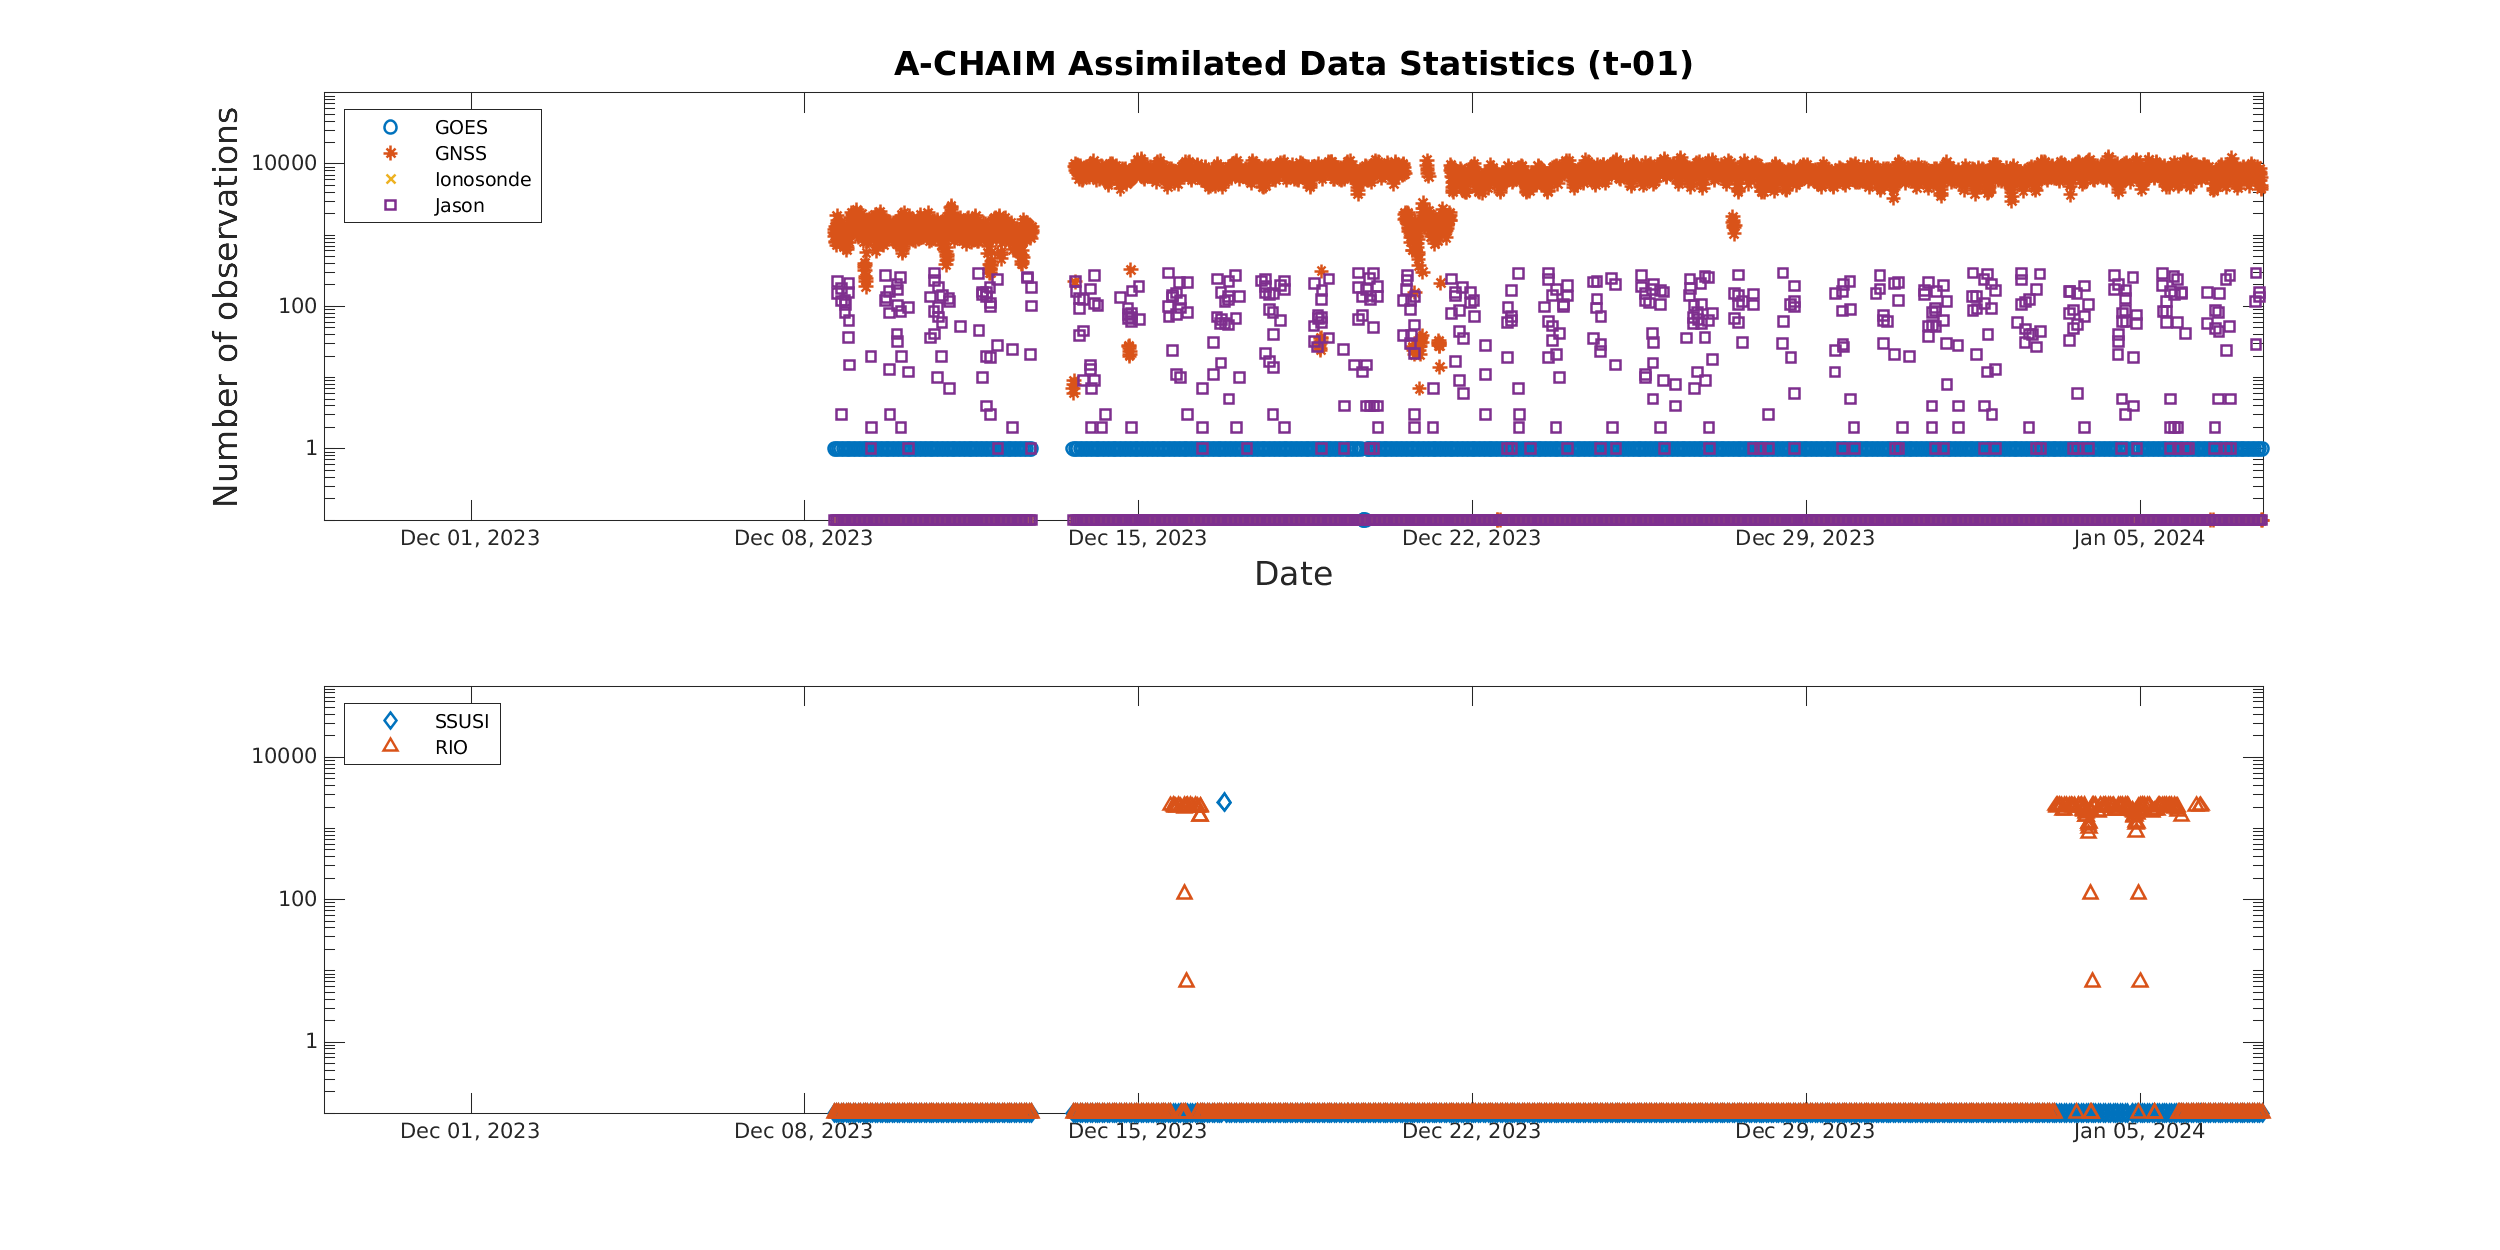 A-CHAIM Assimilated Data Statistics (t-01)
Number of observations
GOES
GNSS
Ionosonde
Jason
10000
100
1
Dec 01, 2023
Dec 08, 2023
Dec 15, 2023
Dec 22, 2023
Dec 29, 2023
Jan 05, 2024
Date
SSUSI
RIO
10000
100
1
Dec 01, 2023
Dec 08, 2023
Dec 15, 2023
Dec 22, 2023
Dec 29, 2023
Jan 05, 2024